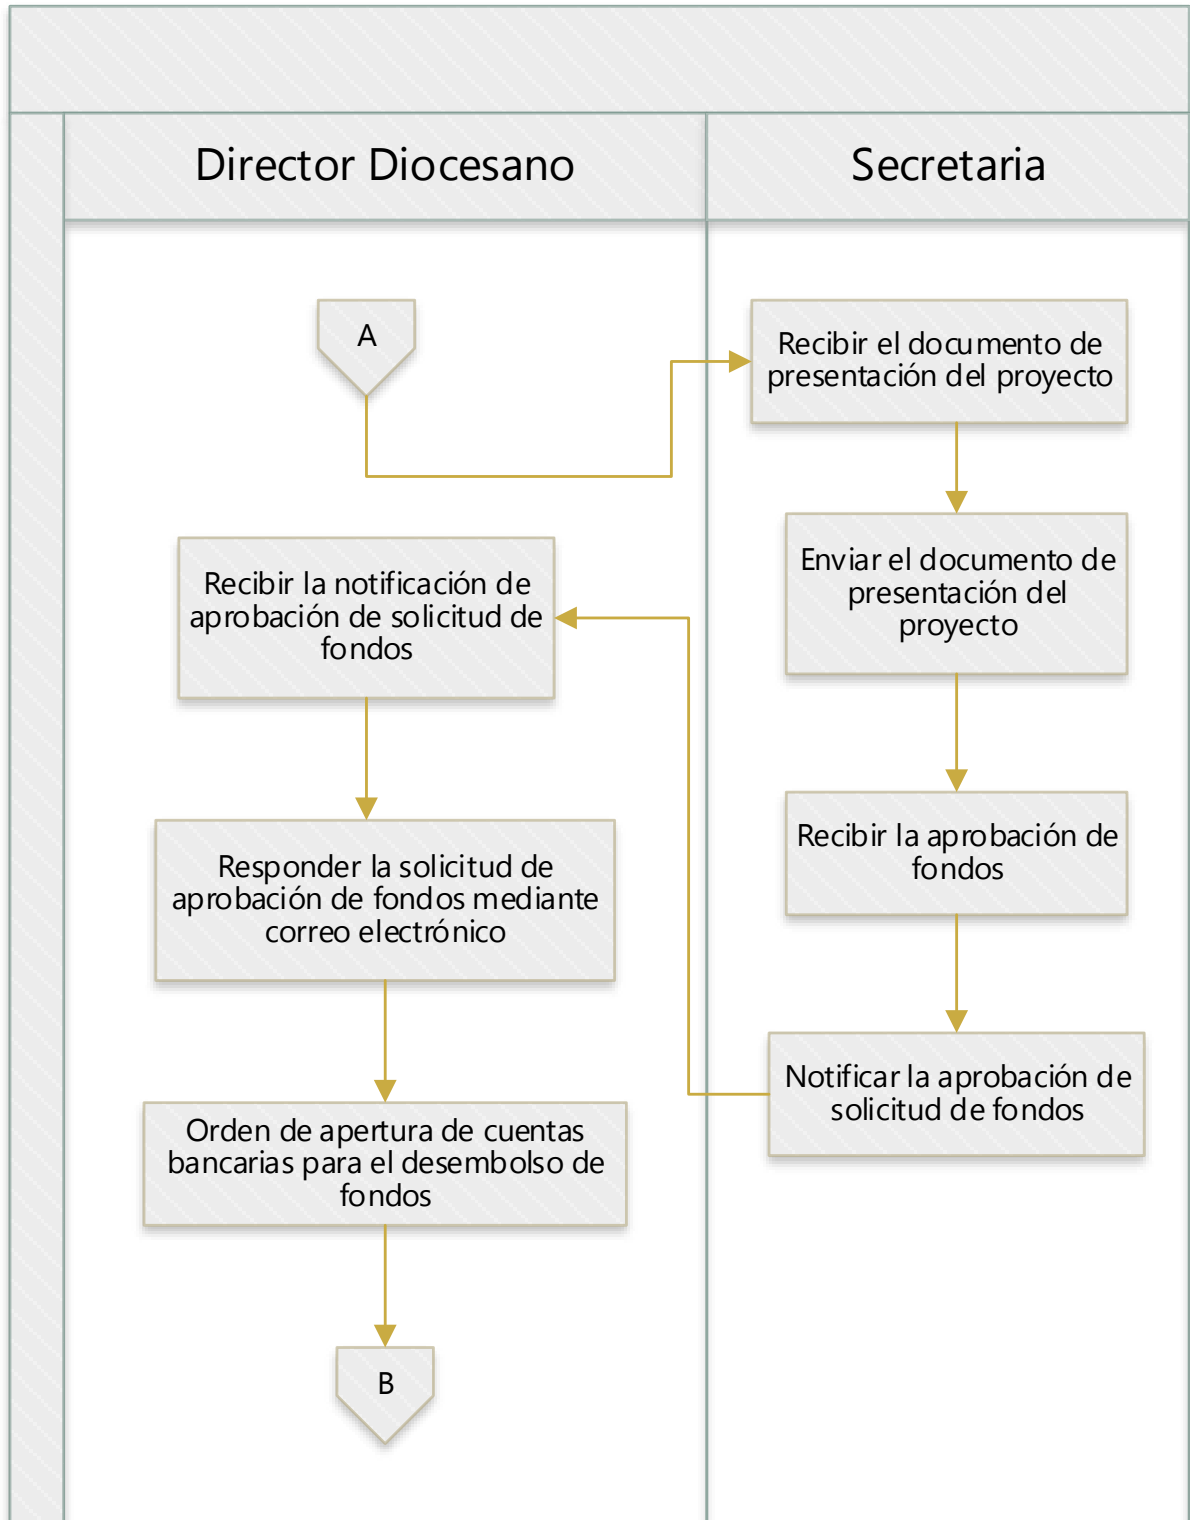 Director Diocesano
Secretaria
A
Recibir el documento de
presentación del proyecto
Enviar el documento de
presentación del
proyecto
Recibir la notificación de
aprobación de solicitud de
fondos
Recibir la aprobación de
fondos
Responder la solicitud de
aprobación de fondos mediante
correo electrónico
Notificar la aprobación de
solicitud de fondos
Orden de apertura de cuentas
bancarias para el desembolso de
fondos
B